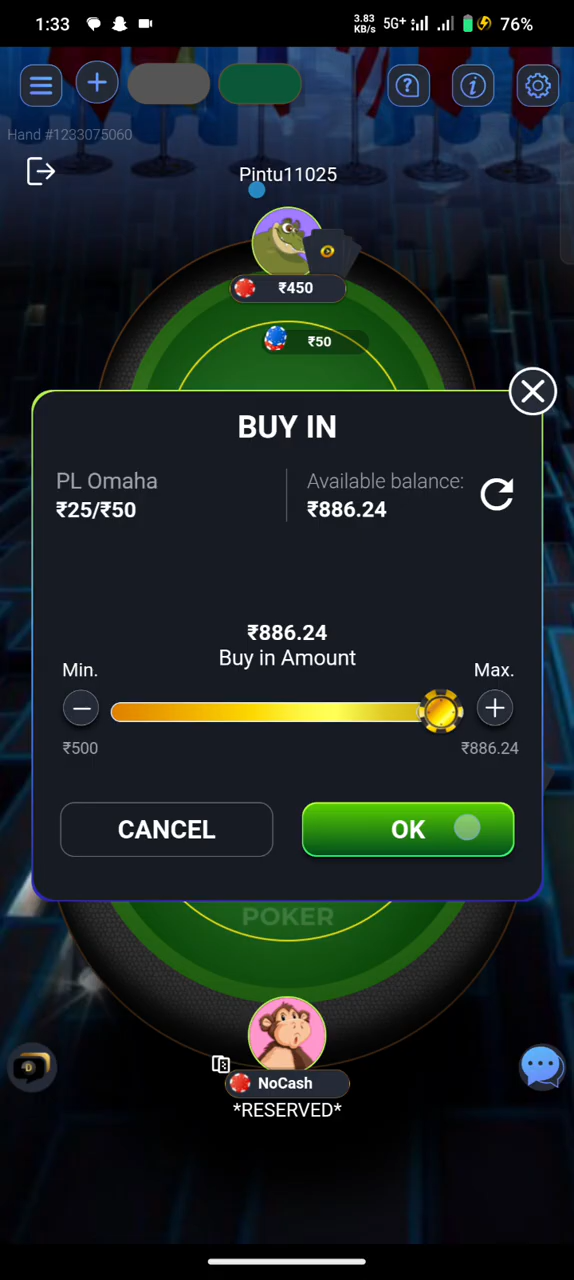 1:33
3.83
KB/s
5G+
76%
Hand #1233075060
Pintu11025
₹450
₹50
BUY IN
PL Omaha
₹25/₹50
Available balance:
₹886.24
₹886.24
Buy in Amount
Min.
Max.
₹500
₹886.24
CANCEL
OK
POKER
D
NoCash
*RESERVED*